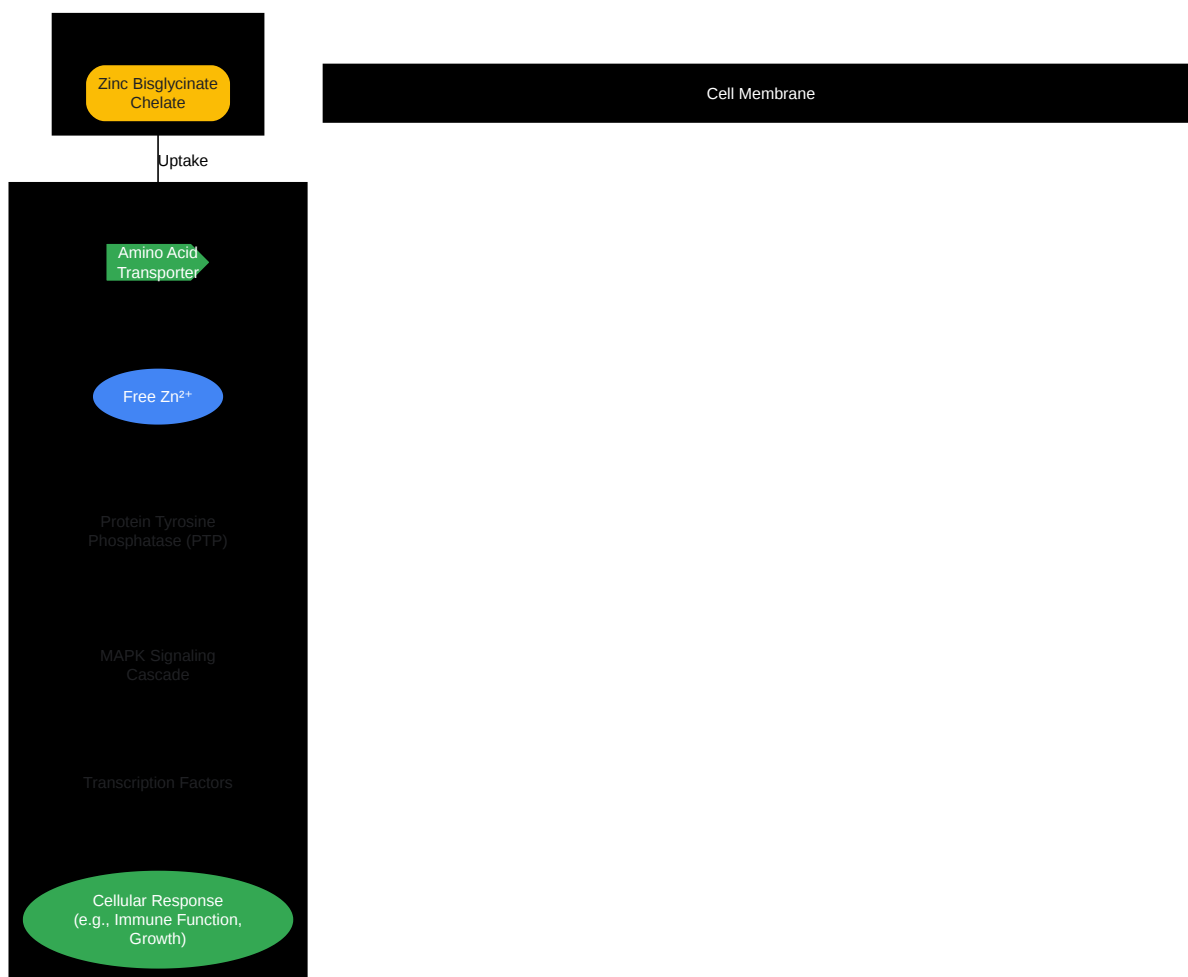 Zinc Bisglycinate
Chelate
Cell Membrane
Uptake
Amino Acid
Transporter
Free Zn²⁺
Protein Tyrosine
Phosphatase (PTP)
MAPK Signaling
Cascade
Transcription Factors
Cellular Response
(e.g., Immune Function,
Growth)